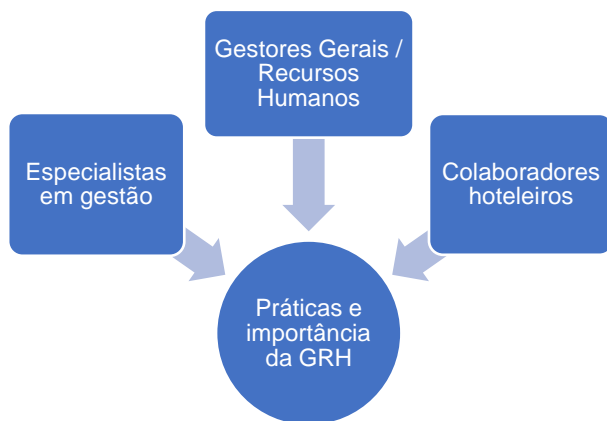 Gestores Gerais /
Recursos
Humanos
Especialistas
em gestão
Colaboradores
hoteleiros
Práticas e
importância
da GRH